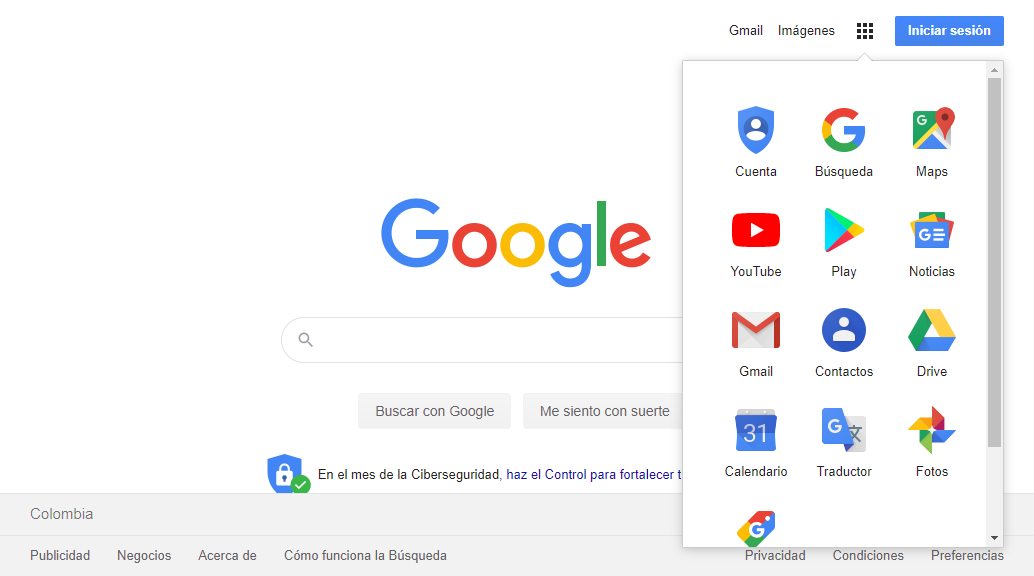 Gmail Imágenes Iniciar sesión
Google
Cuenta Búsqueda Maps
YouTube Play Noticias
Gmail Contactos Drive
31
Calendario Traductor Fotos
Buscar con Google Me siento con suerte
En el mes de la Ciberseguridad, haz el Control para fortalecer
Colombia
Publicidad Negocios Acerca de Cómo funciona la Búsqueda Privacidad Condiciones Preferencias